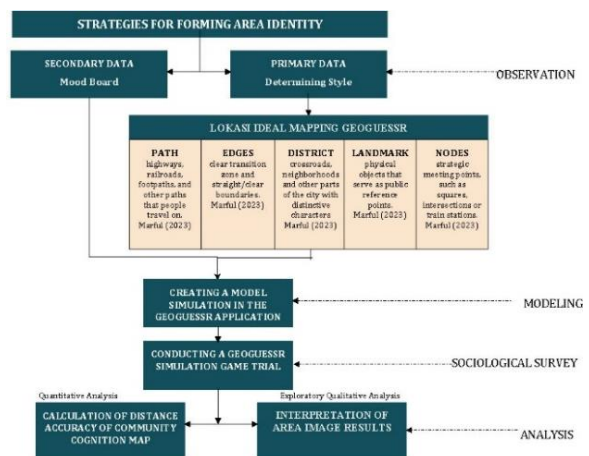 STRATEGIES FOR FORMING AREA IDENTITY
SECONDARY DATA
Mood Board
PRIMARY DATA
Determining Style
OBSERVATION
LOKASI IDEAL MAPPING GEOGUESSR
PATH
highways,
railroads,
footpaths, and
other paths
that people
travel on.
Marful (2023)
EDGES
clear transition
zone and
straight/clear
boundaries.
Marful (2023)
DISTRICT
crossroads,
neighborhoods
and other parts
of the city with
distinctive
characters
Marful (2023)
LANDMARK
physical
objects that
serve as public
reference
points.
Marful (2023)
NODES
strategic
meeting points,
such as
squares,
intersections or
train stations.
Marful (2023)
CREATING A MODEL
SIMULATION IN THE
GEOGUESSR APPLICATION
MODELING
CONDUCTING A GEOGUESSR
SIMULATION GAME TRIAL
SOCIOLOGICAL SURVEY
Quantitative Analysis
Exploratory Qualitative Analysis
CALCULATION OF DISTANCE
ACCURACY OF COMMUNITY
COGNITION MAP
INTERPRETATION OF
AREA IMAGE RESULTS
ANALYSIS